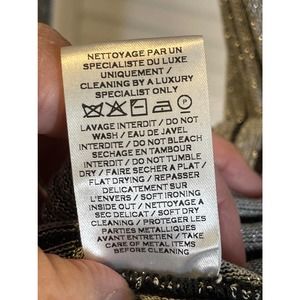 NETTOYAGE PAR UN
SPECIALISTE DU LUXE
UNIQUEMENT /
CLEANING BY A LUXURY
SPECIALIST ONLY
P
LAVAGE INTERDIT / DO NOT
WASH / EAU DE JAVEL
INTERDITE / DO NOT BLEACH
SECHAGE EN TAMBOUR
INTERDIT / DO NOT TUMBLE
DRY / FAIRE SECHER A PLAT /
FLAT DRYING / REPASSER
DELICATEMENT SUR
L'ENVERS / SOFT IRONING
INSIDE OUT / NETTOYAGE A
SEC DELICAT / SOFT DRY
CLEANING / PROTEGER LES
PARTIES METALLIQUES
AVANT ENTRETIEN / TAKE
CARE OF METAL ITEMS
BEFORE CLEANING